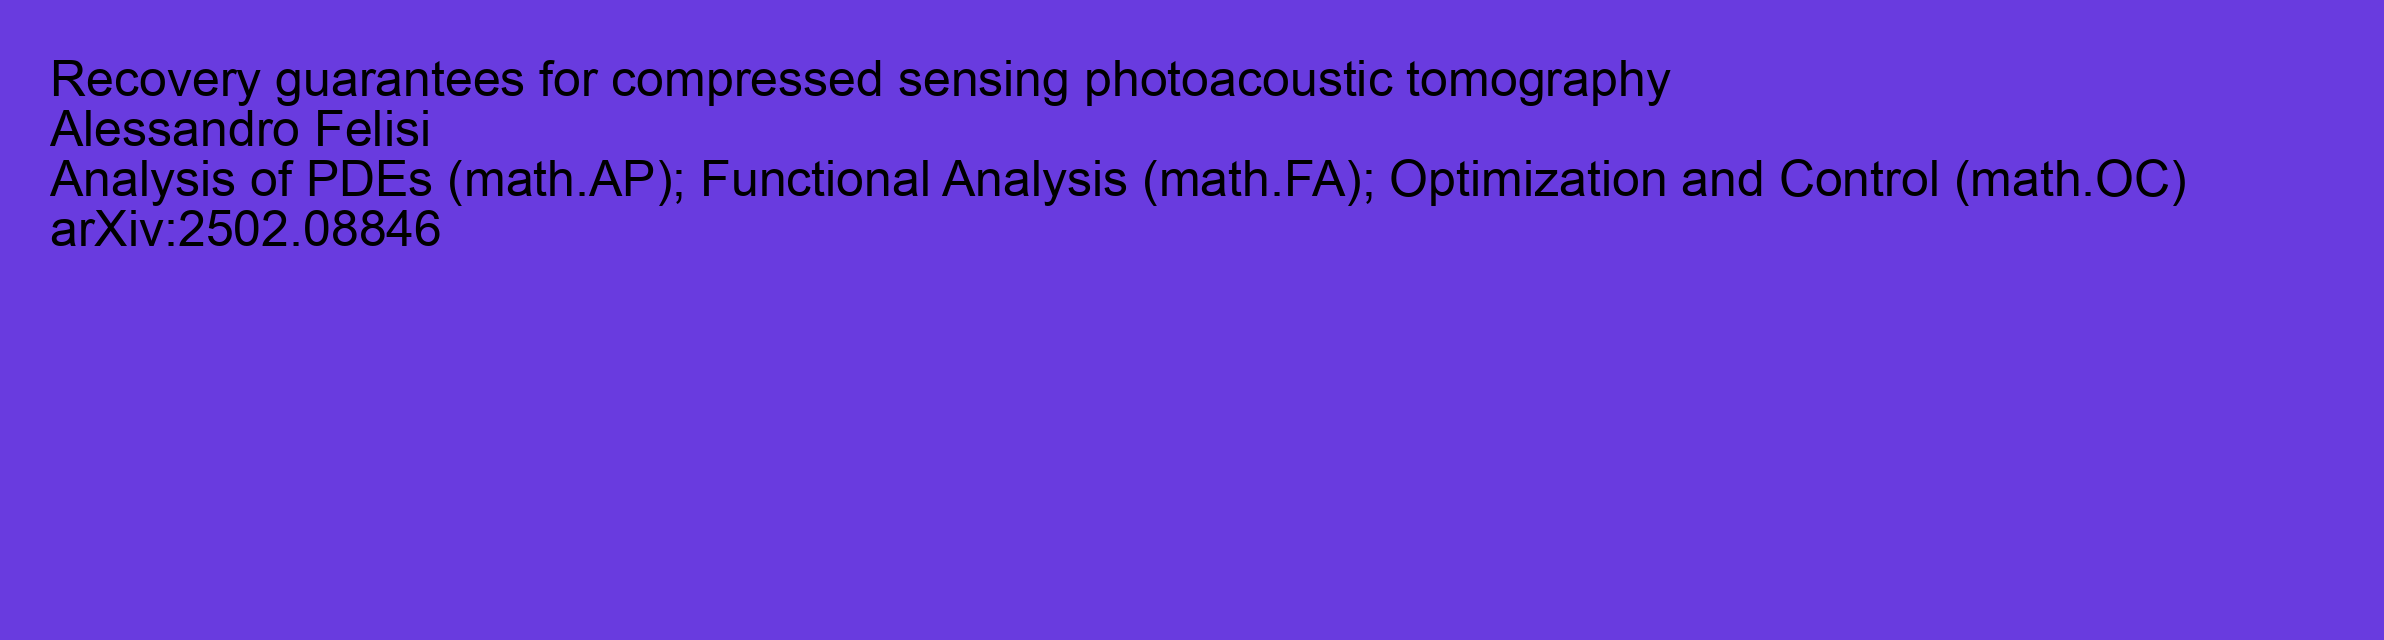 Recovery guarantees for compressed sensing photoacoustic tomography
Alessandro Felisi
Analysis of PDEs (math.AP); Functional Analysis (math.FA); Optimization and Control (math.OC)
arXiv:2502.08846